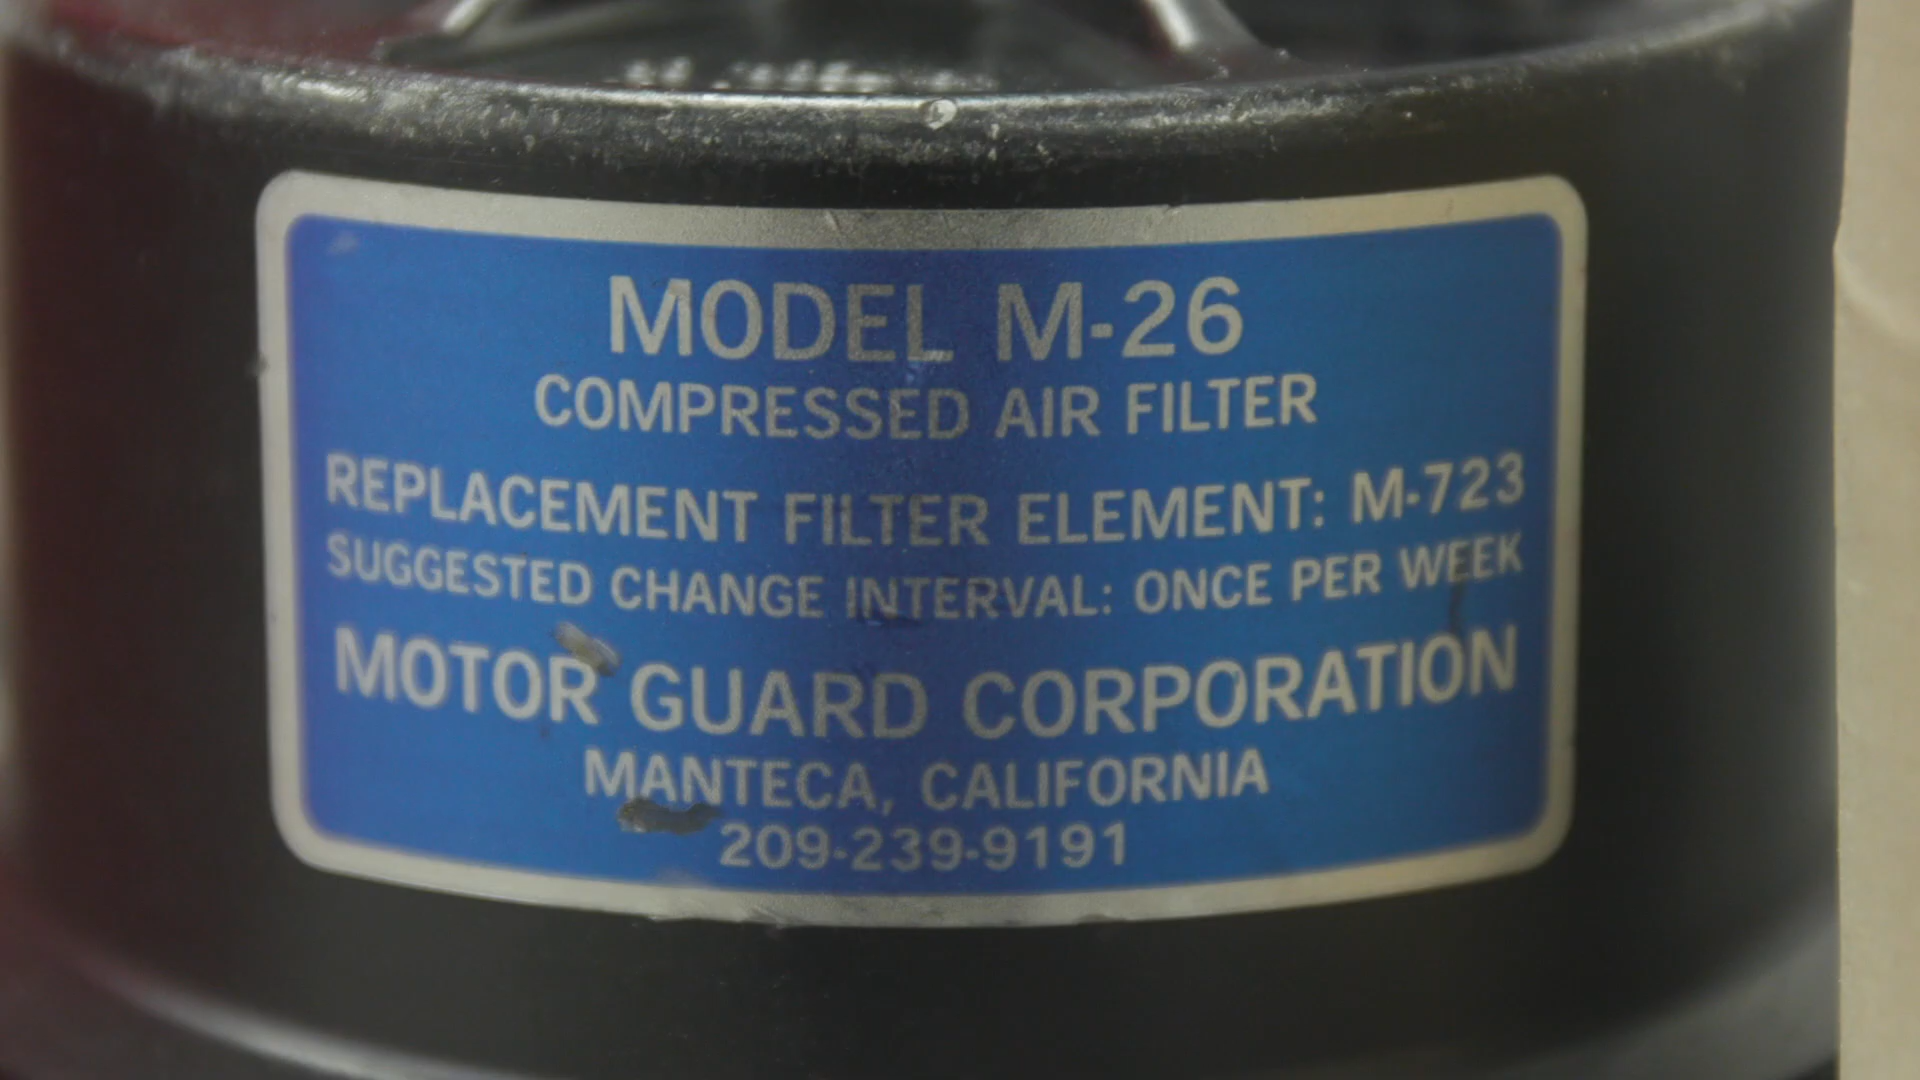 MODEL M-26
COMPRESSED AIR FILTER
REPLACEMENT FILTER ELEMENT: M-723
SUGGESTED CHANGE INTERVAL: ONCE PER WEEK
MOTOR GUARD CORPORATION
MANTECA, CALIFORNIA
209-239-9191